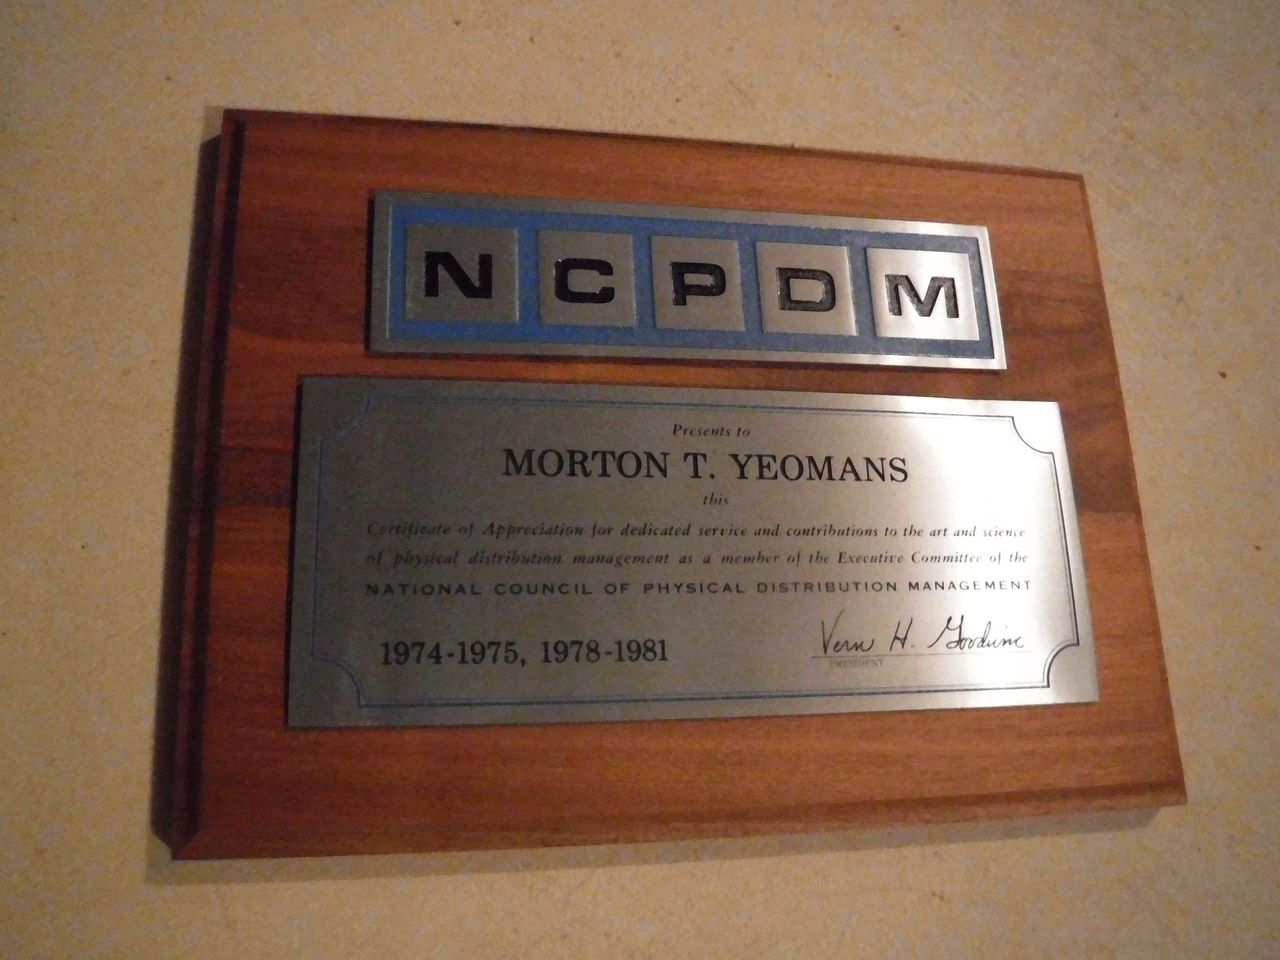 NCPDM
Presents to
MORTON T. YEOMANS
this
Certificate of Appreciation for dedicated service and contributions to the art and science
of physical distribution management as a member of the Executive Committee of the
NATIONAL COUNCIL OF PHYSICAL DISTRIBUTION MANAGEMENT
1974-1975, 1978-1981
Vern H. Goodwine
PRESIDENT